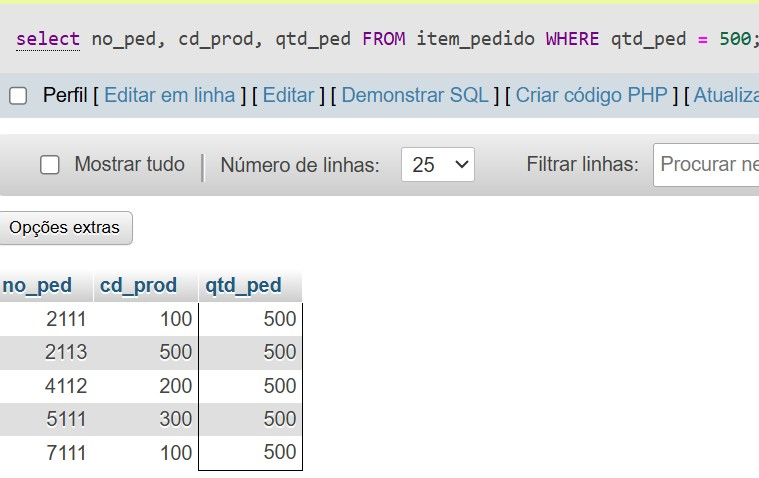 select no_ped, cd_prod, qtd_ped FROM item_pedido WHERE qtd_ped = 500;
Perfil [ Editar em linha ] [ Editar ] [ Demonstrar SQL ] [ Criar código PHP ] [ Atualiza
Mostrar tudo | Número de linhas: 25 Filtrar linhas: Procurar ne
Opções extras
no_ped cd_prod qtd_ped
2111 100 500
2113 500 500
4112 200 500
5111 300 500
7111 100 500